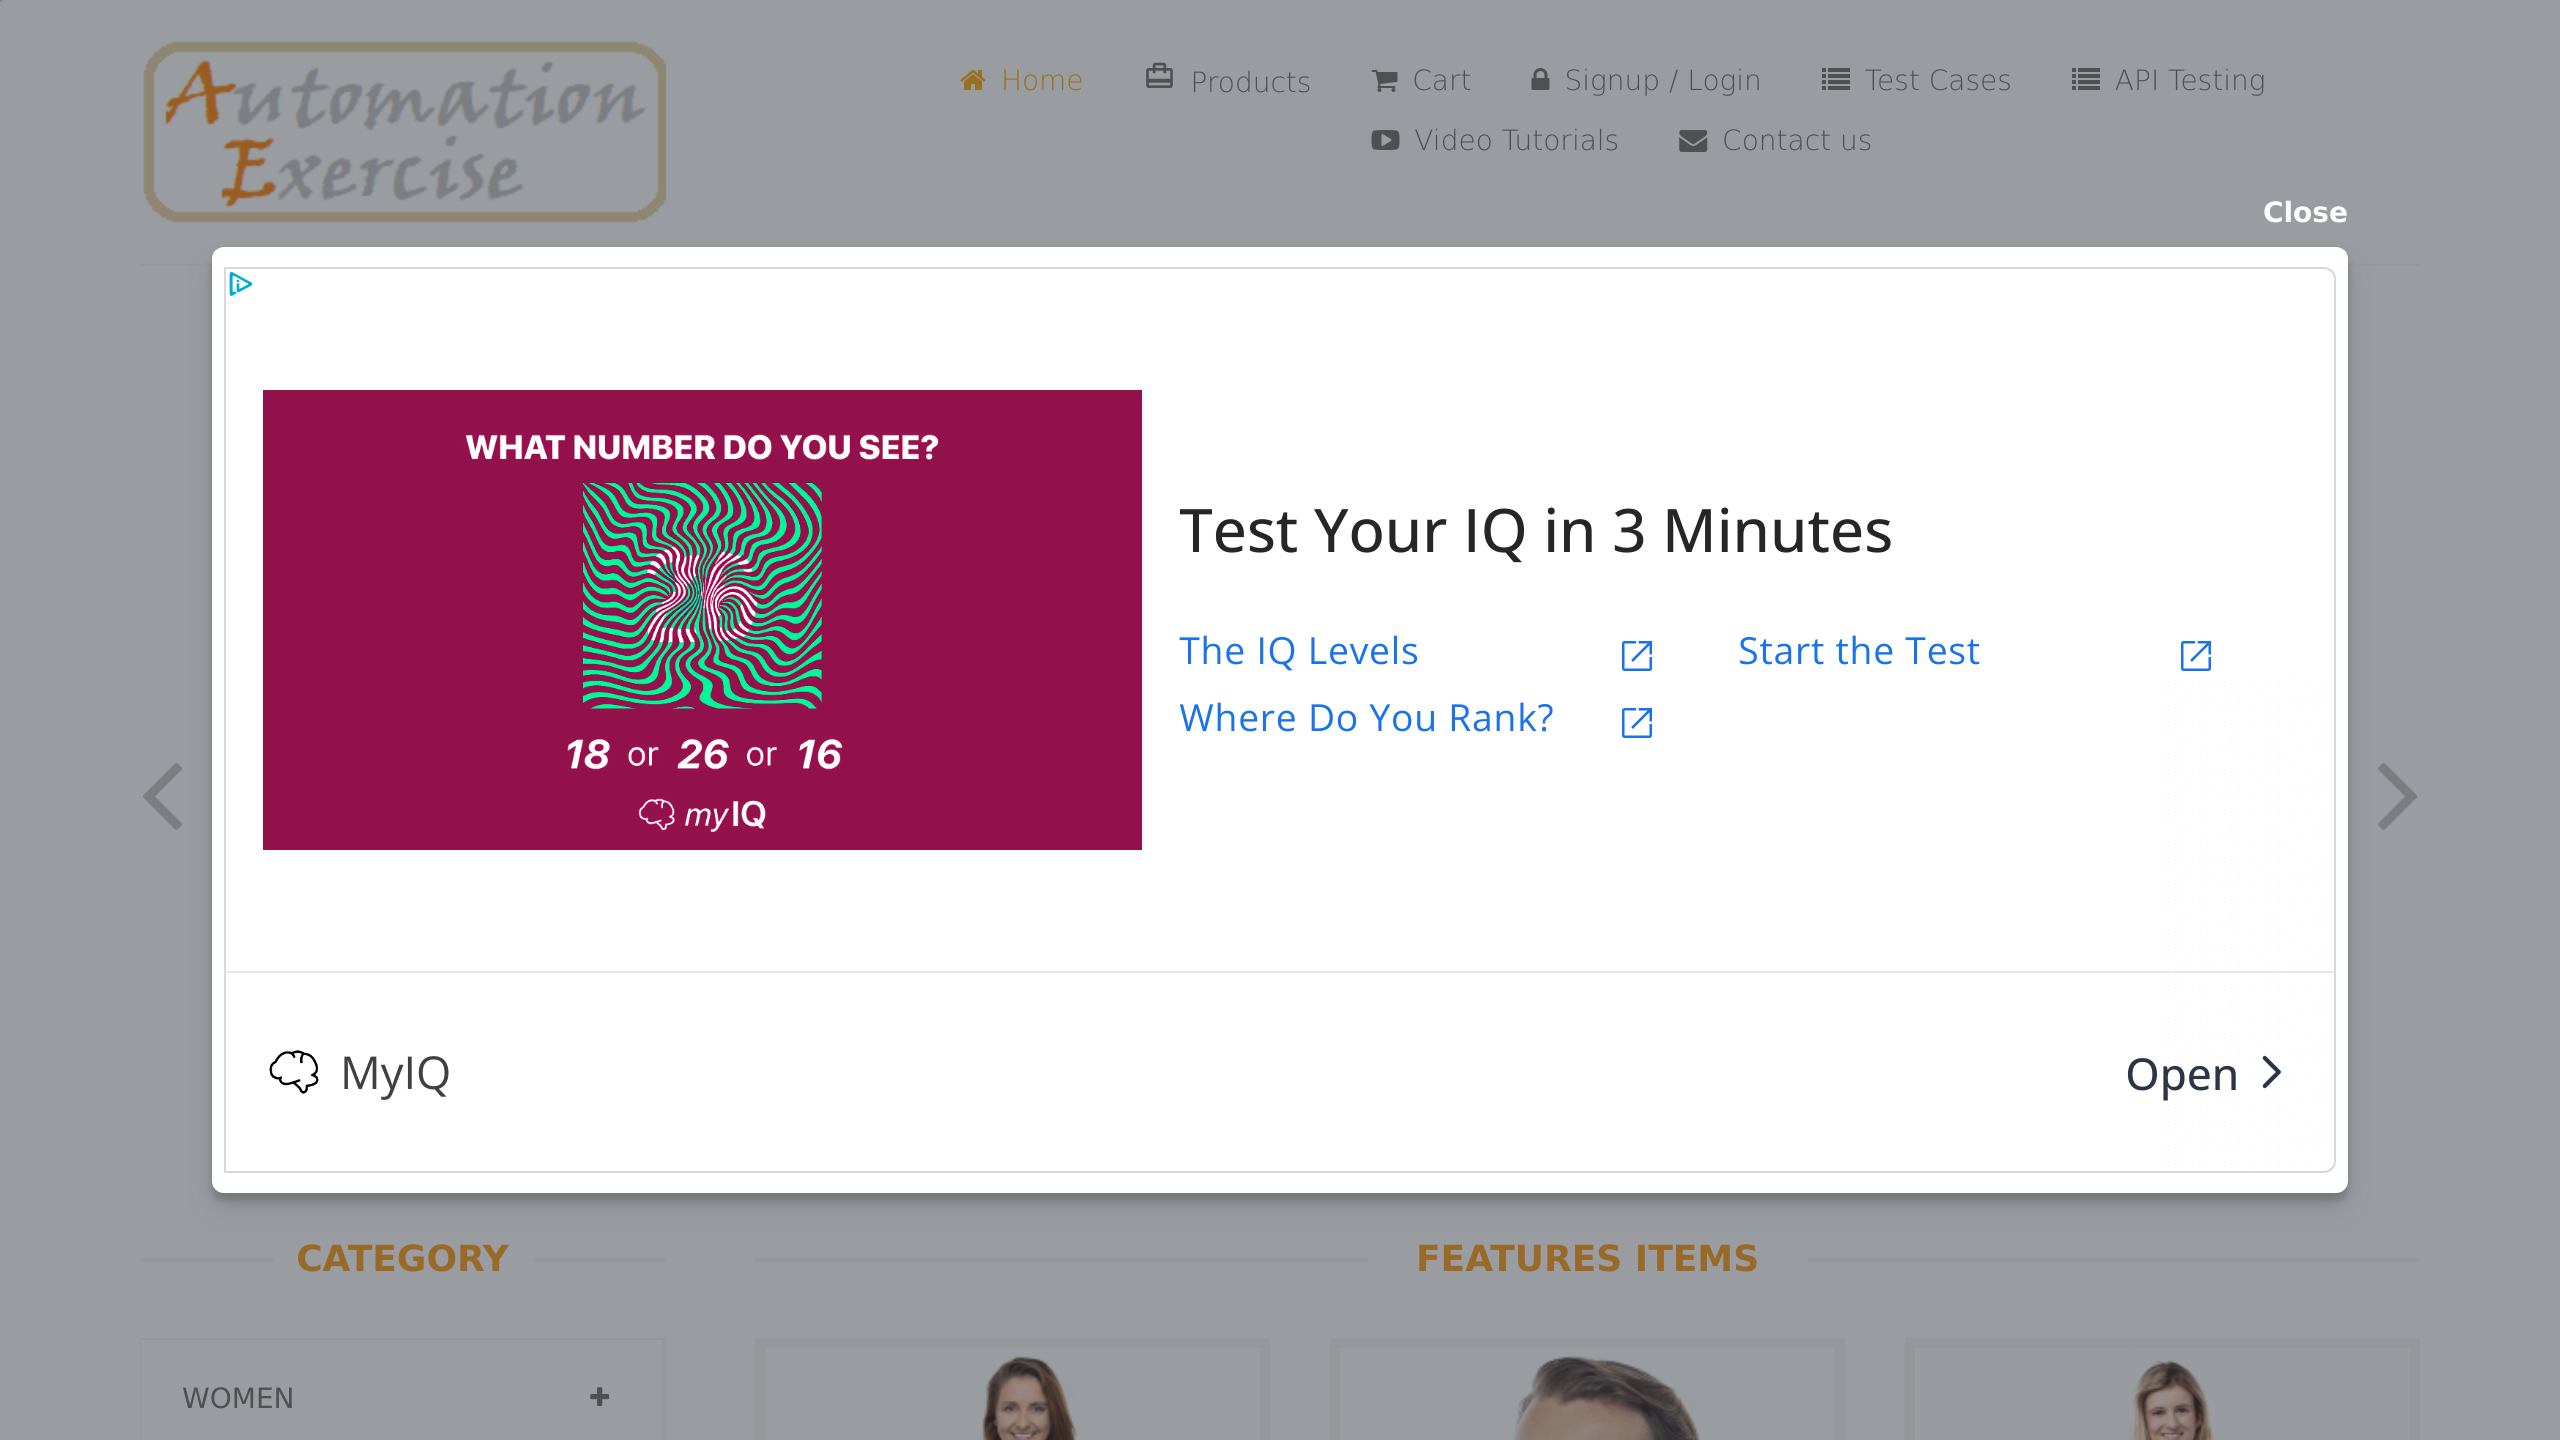 Automation
Exercise
Home
Products
Cart
Signup / Login
Test Cases
API Testing
Video Tutorials
Contact us
Close
WHAT NUMBER DO YOU SEE?
18 or 26 or 16
myIQ
Test Your IQ in 3 Minutes
The IQ Levels
Start the Test
Where Do You Rank?
MyIQ
Open
CATEGORY
FEATURES ITEMS
WOMEN